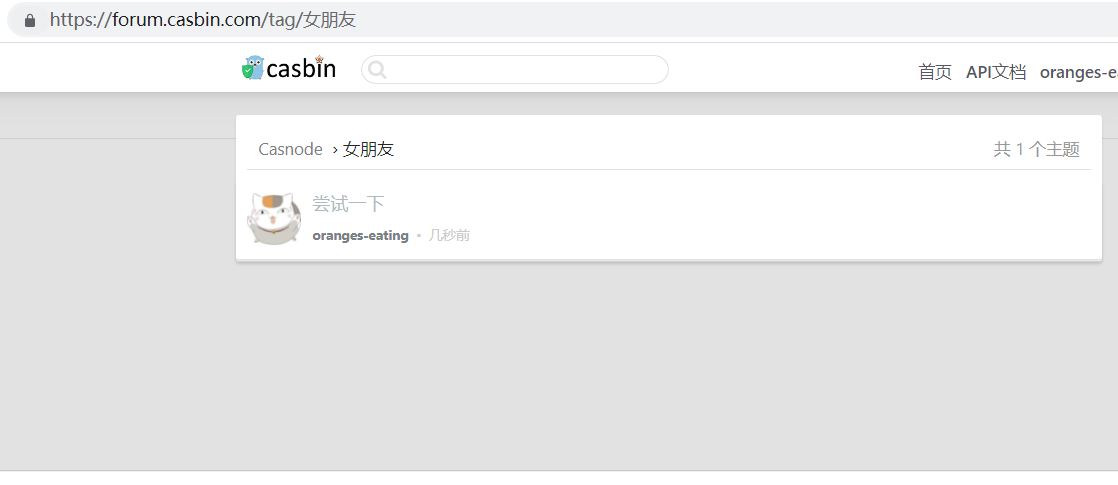 https://forum.casbin.com/tag/女朋友
casbin
首页 API文档 oranges-ea
Casnode › 女朋友 共 1 个主题
尝试一下
oranges-eating • 几秒前